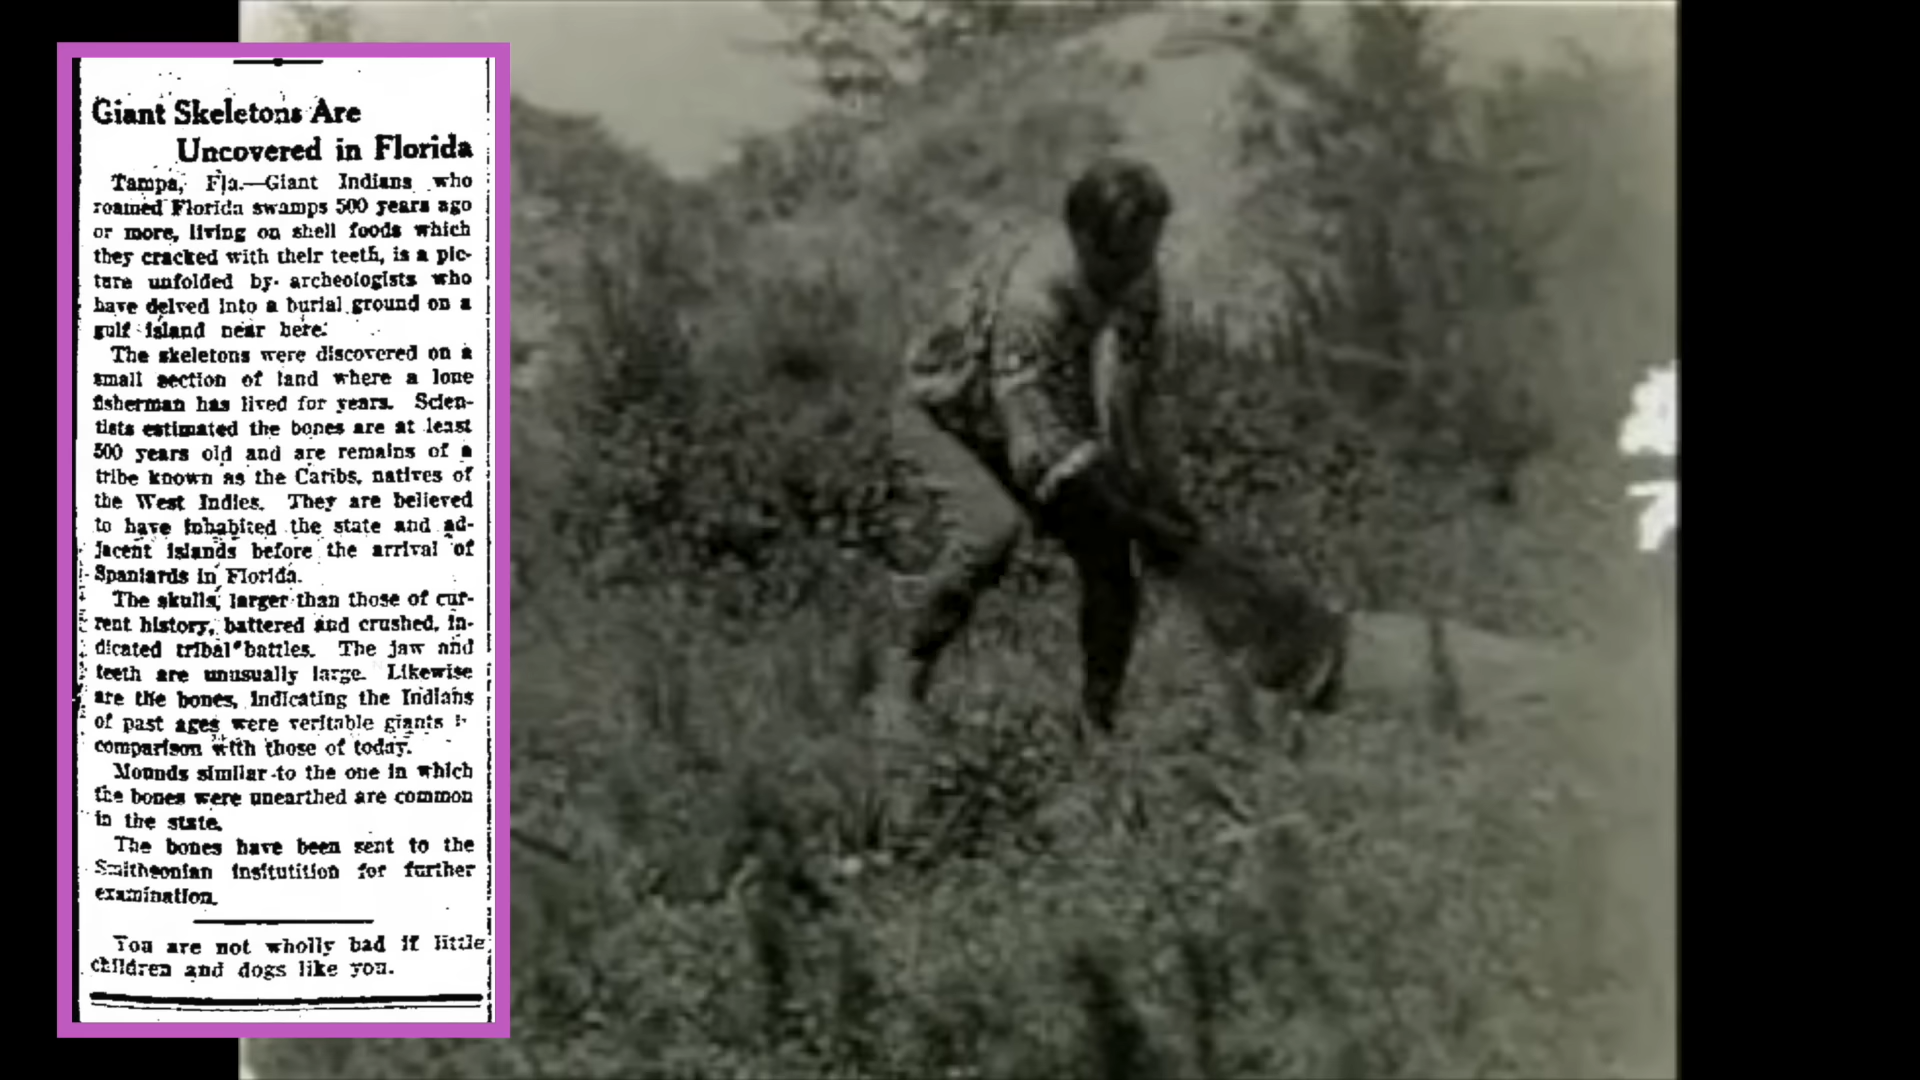 Giant Skeletons Are
Uncovered in Florida
Tampa, Fla.—Giant Indians who
roamed Florida swamps 500 years ago
or more, living on shell foods which
they cracked with their teeth, is a pic-
ture unfolded by archeologists who
have delved into a burial ground on a
gulf island near here.
The skeletons were discovered on a
small section of land where a lone
fisherman has lived for years. Scien-
tists estimated the bones are at least
500 years old and are remains of a
tribe known as the Caribs, natives of
the West Indies. They are believed
to have inhabited the state and ad-
jacent islands before the arrival of
Spaniards in Florida.
The skulls, larger than those of cur-
rent history, battered and crushed, in-
dicated tribal battles. The jaw and
teeth are unusually large. Likewise
are the bones, indicating the Indians
of past ages were veritable giants
comparison with those of today.
Mounds similar to the one in which
the bones were unearthed are common
in the state.
The bones have been sent to the
Smithsonian insitutition for further
examination.
You are not wholly bad if little
children and dogs like you.